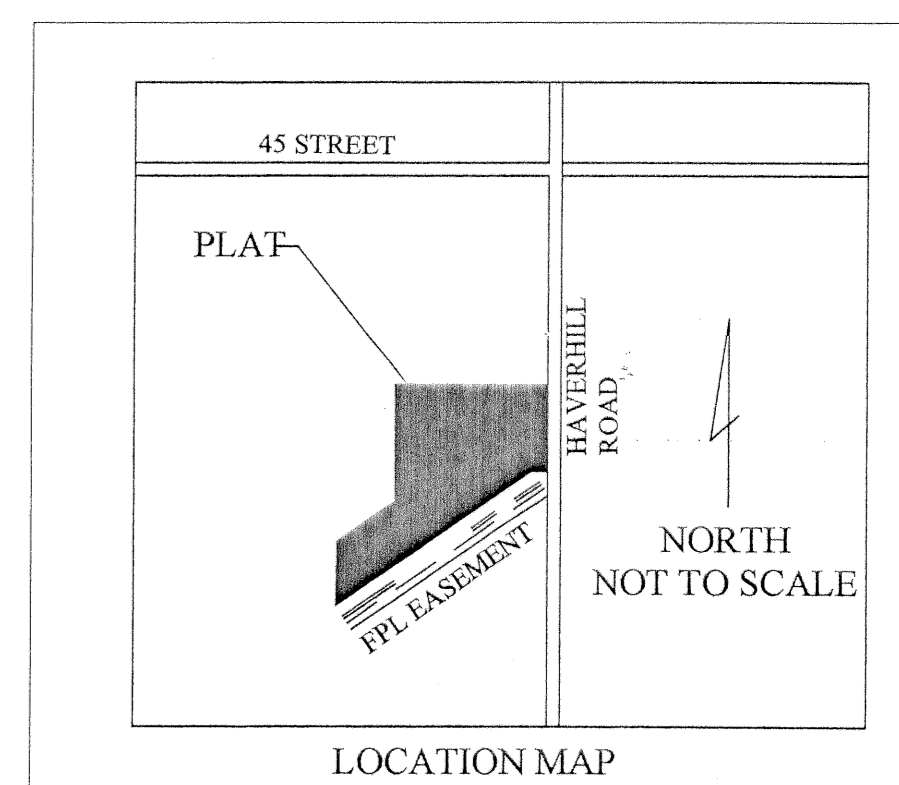 45 STREET
PLAT
HAVERHILL
ROAD
NORTH
NOT TO SCALE
FPL EASEMENT
LOCATION MAP